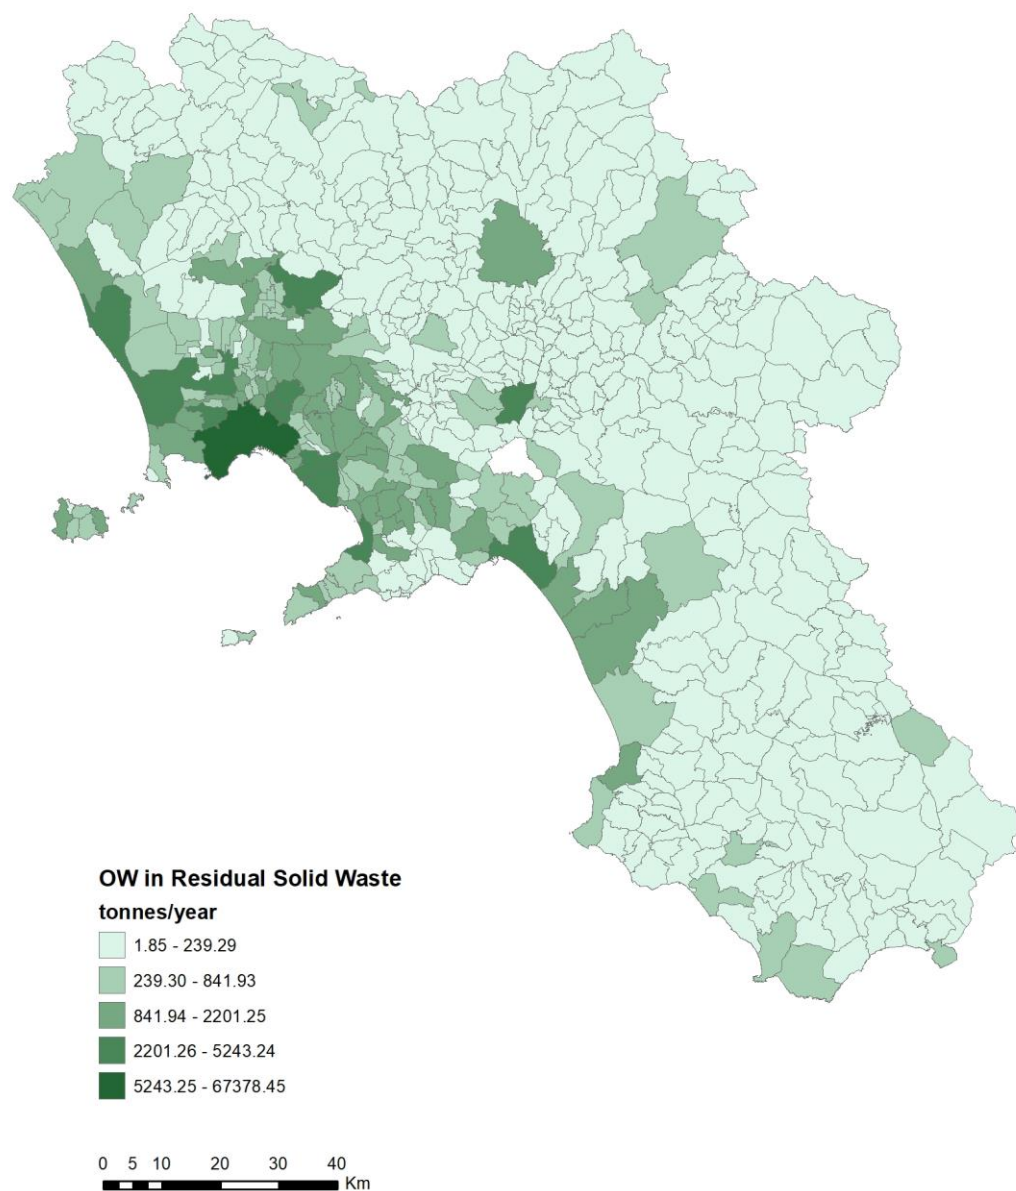 OW in Residual Solid Waste
tonnes/year
1.85 - 239.29
239.30 - 841.93
841.94 - 2201.25
2201.26 - 5243.24
5243.25 - 67378.45
0 5 10 20 30 40
Km